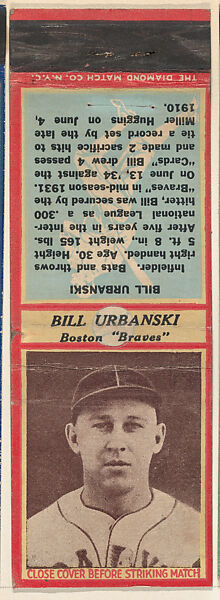 THE DIAMOND MATCH CO. N.Y.C.
BILL URBANSKI
Infielder. Bats and throws
right handed. Age 30. Height
5 ft. 8 in., weight 165 lbs.
After five years in the Inter-
national League as a .300
hitter, Bill was secured by the
"Braves" in mid-season 1931.
On June 13, '34 against the
"Cards" Bill drew 4 passes
and made 2 sacrifice hits to
tie a record set by the late
Miller Huggins on June 4,
1910.
BILL URBANSKI
Boston "Braves"
CLOSE COVER BEFORE STRIKING MATCH